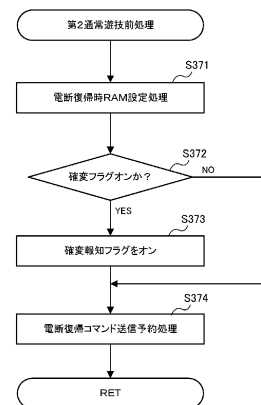 第2通常遊技前処理
S371
電断復帰時RAM設定処理
S372
確変フラグオンか?
NO
YES
S373
確変報知フラグをオン
S374
電断復帰コマンド送信予約処理
RET